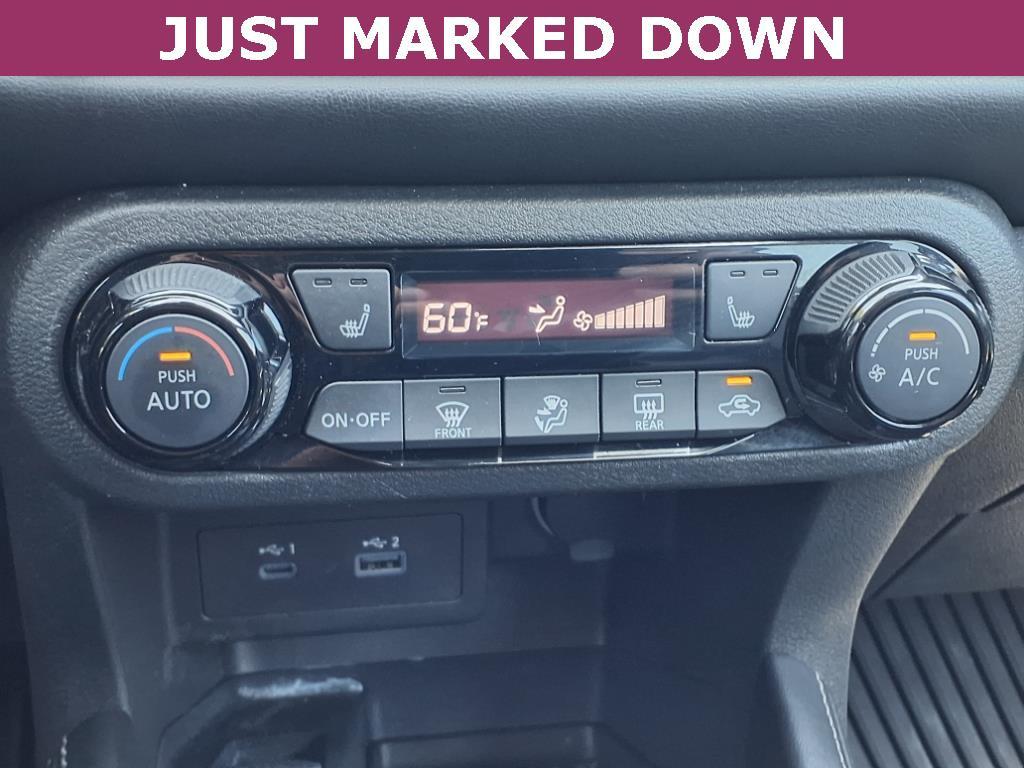 JUST MARKED DOWN
60°F
PUSH
AUTO
PUSH
A/C
ON·OFF
FRONT
REAR
1
2